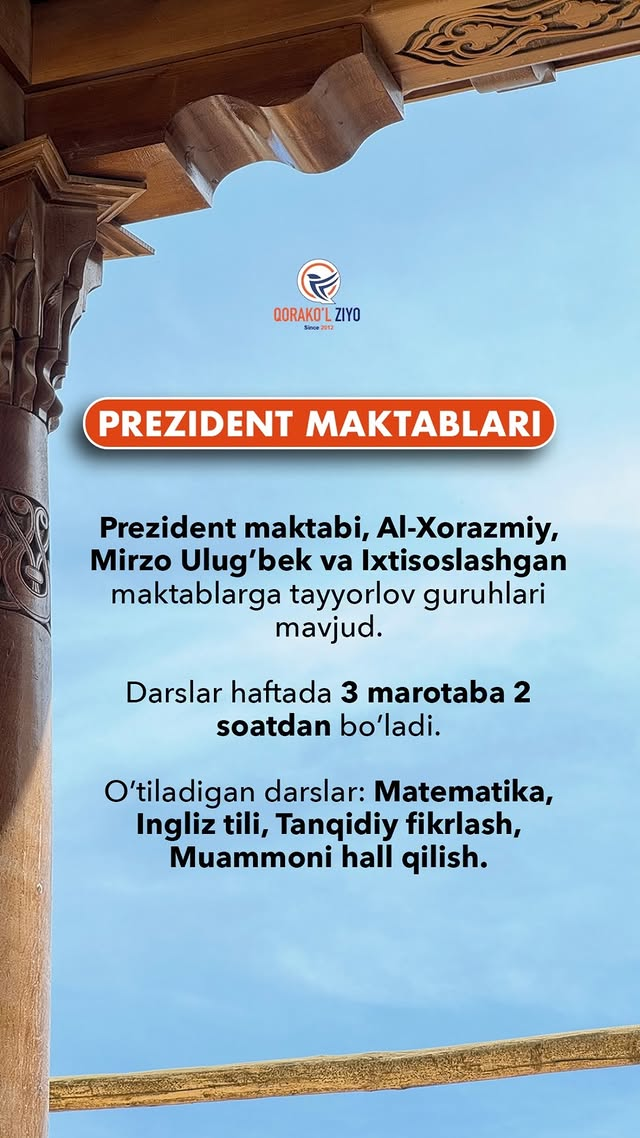 QORAKO'L ZIYO
Since 2012
PREZIDENT MAKTABLARI
Prezident maktabi, Al-Xorazmiy,
Mirzo Ulug‘bek va Ixtisoslashgan
maktablarga tayyorlov guruhlari
mavjud.
Darslar haftada 3 marotaba 2
soatdan bo‘ladi.
O‘tiladigan darslar: Matematika,
Ingliz tili, Tanqidiy fikrlash,
Muammoni hall qilish.